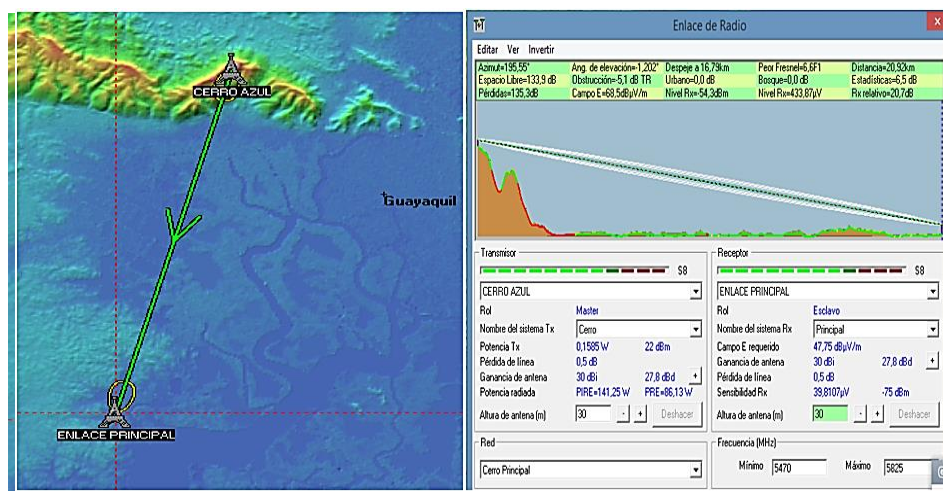 CERRO AZUL
Guayaquil
ENLACE PRINCIPAL
Enlace de Radio
Editar Ver Invertir
Azimut=195,55° Ang. de elevación=-1,202° Despeje a 16,79km Peor Fresnel=6,6F1 Distancia=20,92km
Espacio Libre=133,9 dB Obstrucción=-5,1 dB TR Urbano=0,0 dB Bosque=0,0 dB Estadísticas=6,5 dB
Pérdidas=135,3dB Campo E=68,5dBµV/m Nivel Rx=-54,3dBm Nivel Rx=433,87µV Rx relativo=20,7dB
Transmisor
S8
CERRO AZUL
Rol Master
Nombre del sistema Tx Cerro
Potencia Tx 0,1585 W 22 dBm
Pérdida de línea 0,5 dB
Ganancia de antena 30 dBi 27,8 dBd +
Potencia radiada PIRE=141,25 W PRE=86,13 W
Altura de antena (m) 30 - + Deshacer
Red
Cerro Principal
Receptor
S8
ENLACE PRINCIPAL
Rol Esclavo
Nombre del sistema Rx Principal
Campo E requerido 47,75 dBµV/m
Ganancia de antena 30 dBi 27,8 dBd +
Pérdida de línea 0,5 dB
Sensibilidad Rx 39,8107µV -75 dBm
Altura de antena (m) 30 - + Deshacer
Frecuencia (MHz)
Mínimo 5470 Máximo 5825